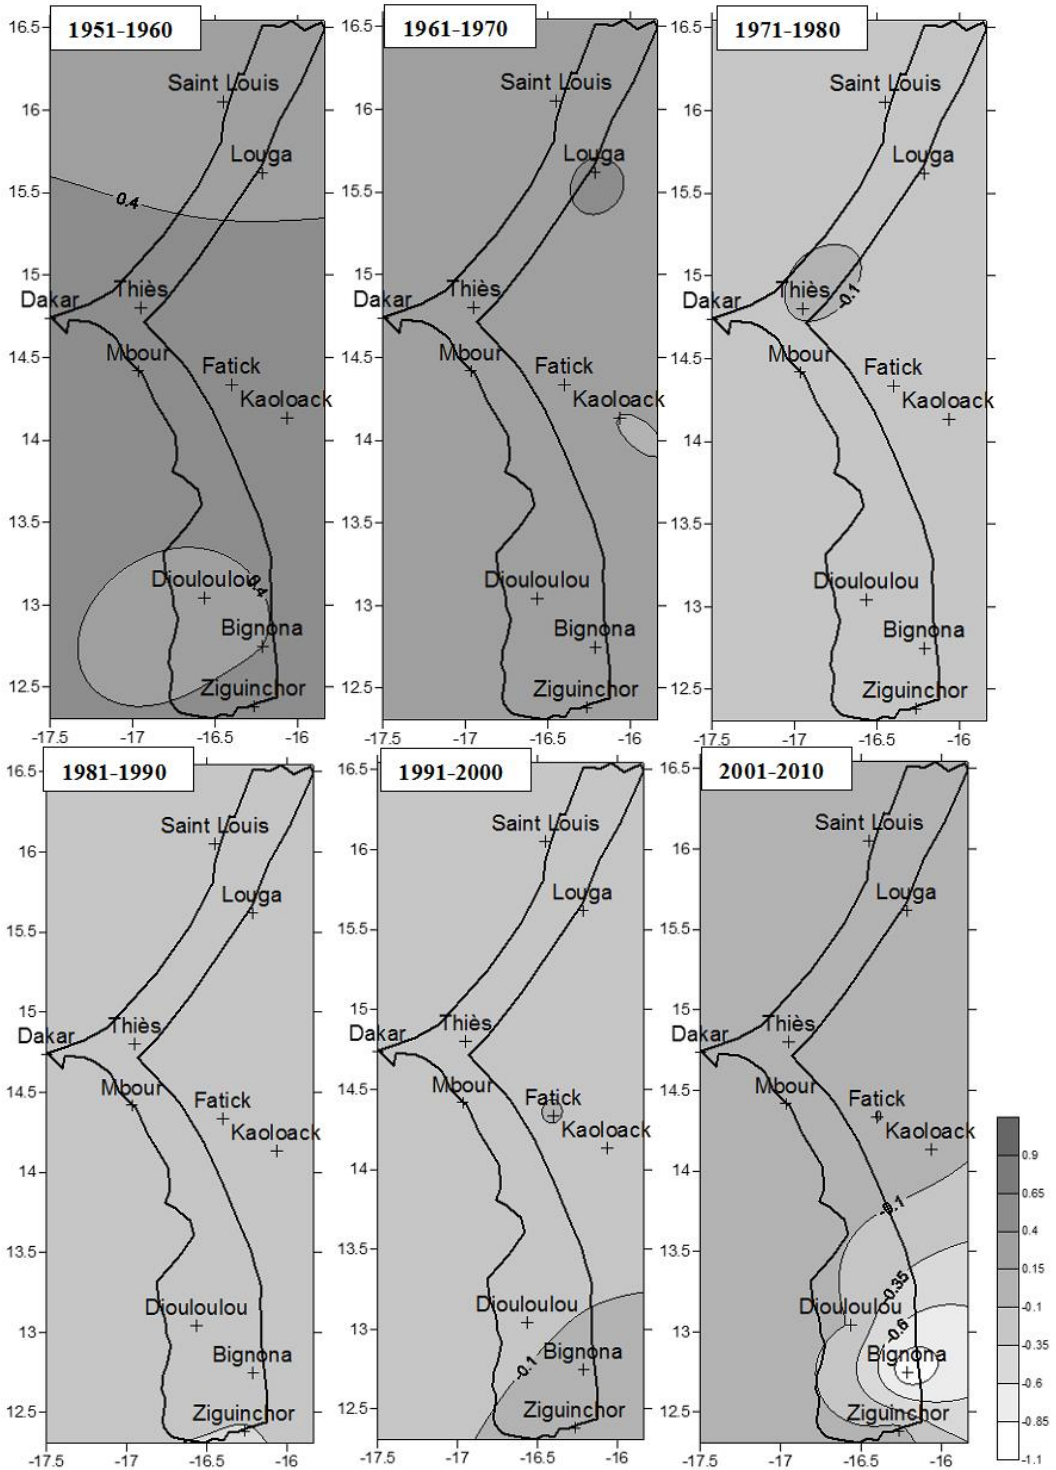 1951-1960
16.5
Saint Louis
16
Louga
15.5
0.4
15
Dakar
Thiès
14.5
Mbour
Fatick
Kaoloack
14
13.5
Diouloulou
0.4
13
Bignona
12.5
Ziguinchor
-17.5 -17 -16.5 -16
1961-1970
16.5
Saint Louis
16
Louga
15.5
15
Dakar
Thiès
14.5
Mbour
Fatick
Kaoloack
14
13.5
Diouloulou
13
Bignona
12.5
Ziguinchor
-17.5 -17 -16.5 -16
1971-1980
16.5
Saint Louis
16
Louga
15.5
15
Dakar
Thiès
-0.1
14.5
Mbour
Fatick
Kaoloack
14
13.5
Diouloulou
13
Bignona
12.5
Ziguinchor
-17.5 -17 -16.5 -16
1981-1990
16.5
Saint Louis
16
Louga
15.5
15
Dakar
Thiès
14.5
Mbour
Fatick
Kaoloack
14
13.5
Diouloulou
13
Bignona
12.5
Ziguinchor
-17.5 -17 -16.5 -16
1991-2000
16.5
Saint Louis
16
Louga
15.5
15
Dakar
Thiès
14.5
Mbour
Fatick
Kaoloack
14
13.5
Diouloulou
13
Bignona
-0.1
12.5
Ziguinchor
-17.5 -17 -16.5 -16
2001-2010
16.5
Saint Louis
16
Louga
15.5
15
Dakar
Thiès
14.5
Mbour
Fatick
Kaoloack
14
-0.1
13.5
-0.35
Diouloulou
13
-0.6
Bignona
12.5
Ziguinchor
-17.5 -17 -16.5 -16
0.9
0.65
0.4
0.15
-0.1
-0.35
-0.6
-0.85
-1.1